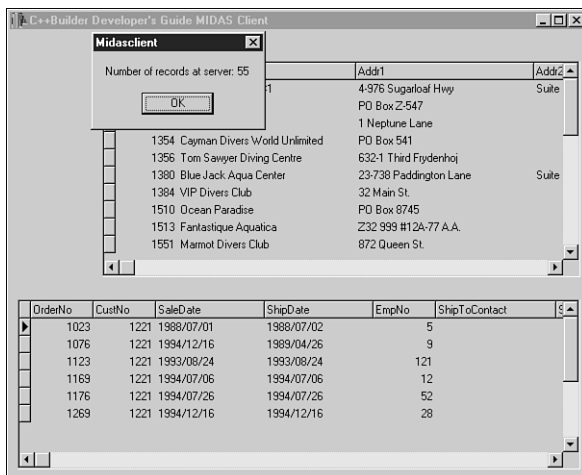 C++Builder Developer's Guide MIDAS Client
Midasclient
Number of records at server: 55
OK
Addr1 Addr2
4-976 Sugarloaf Hwy Suite
PO Box Z-547
1 Neptune Lane
1354 Cayman Divers World Unlimited PO Box 541
1356 Tom Sawyer Diving Centre 632-1 Third Frydenhoj
1380 Blue Jack Aqua Center 23-738 Paddington Lane Suite
1384 VIP Divers Club 32 Main St.
1510 Ocean Paradise PO Box 8745
1513 Fantastique Aquatica Z32 999 #12A-77 A.A.
1551 Marmot Divers Club 872 Queen St.
OrderNo CustNo SaleDate ShipDate EmpNo ShipToContact
1023 1221 1988/07/01 1988/07/02 5
1076 1221 1994/12/16 1989/04/26 9
1123 1221 1993/08/24 1993/08/24 121
1169 1221 1994/07/06 1994/07/06 12
1176 1221 1994/07/26 1994/07/26 52
1269 1221 1994/12/16 1994/12/16 28